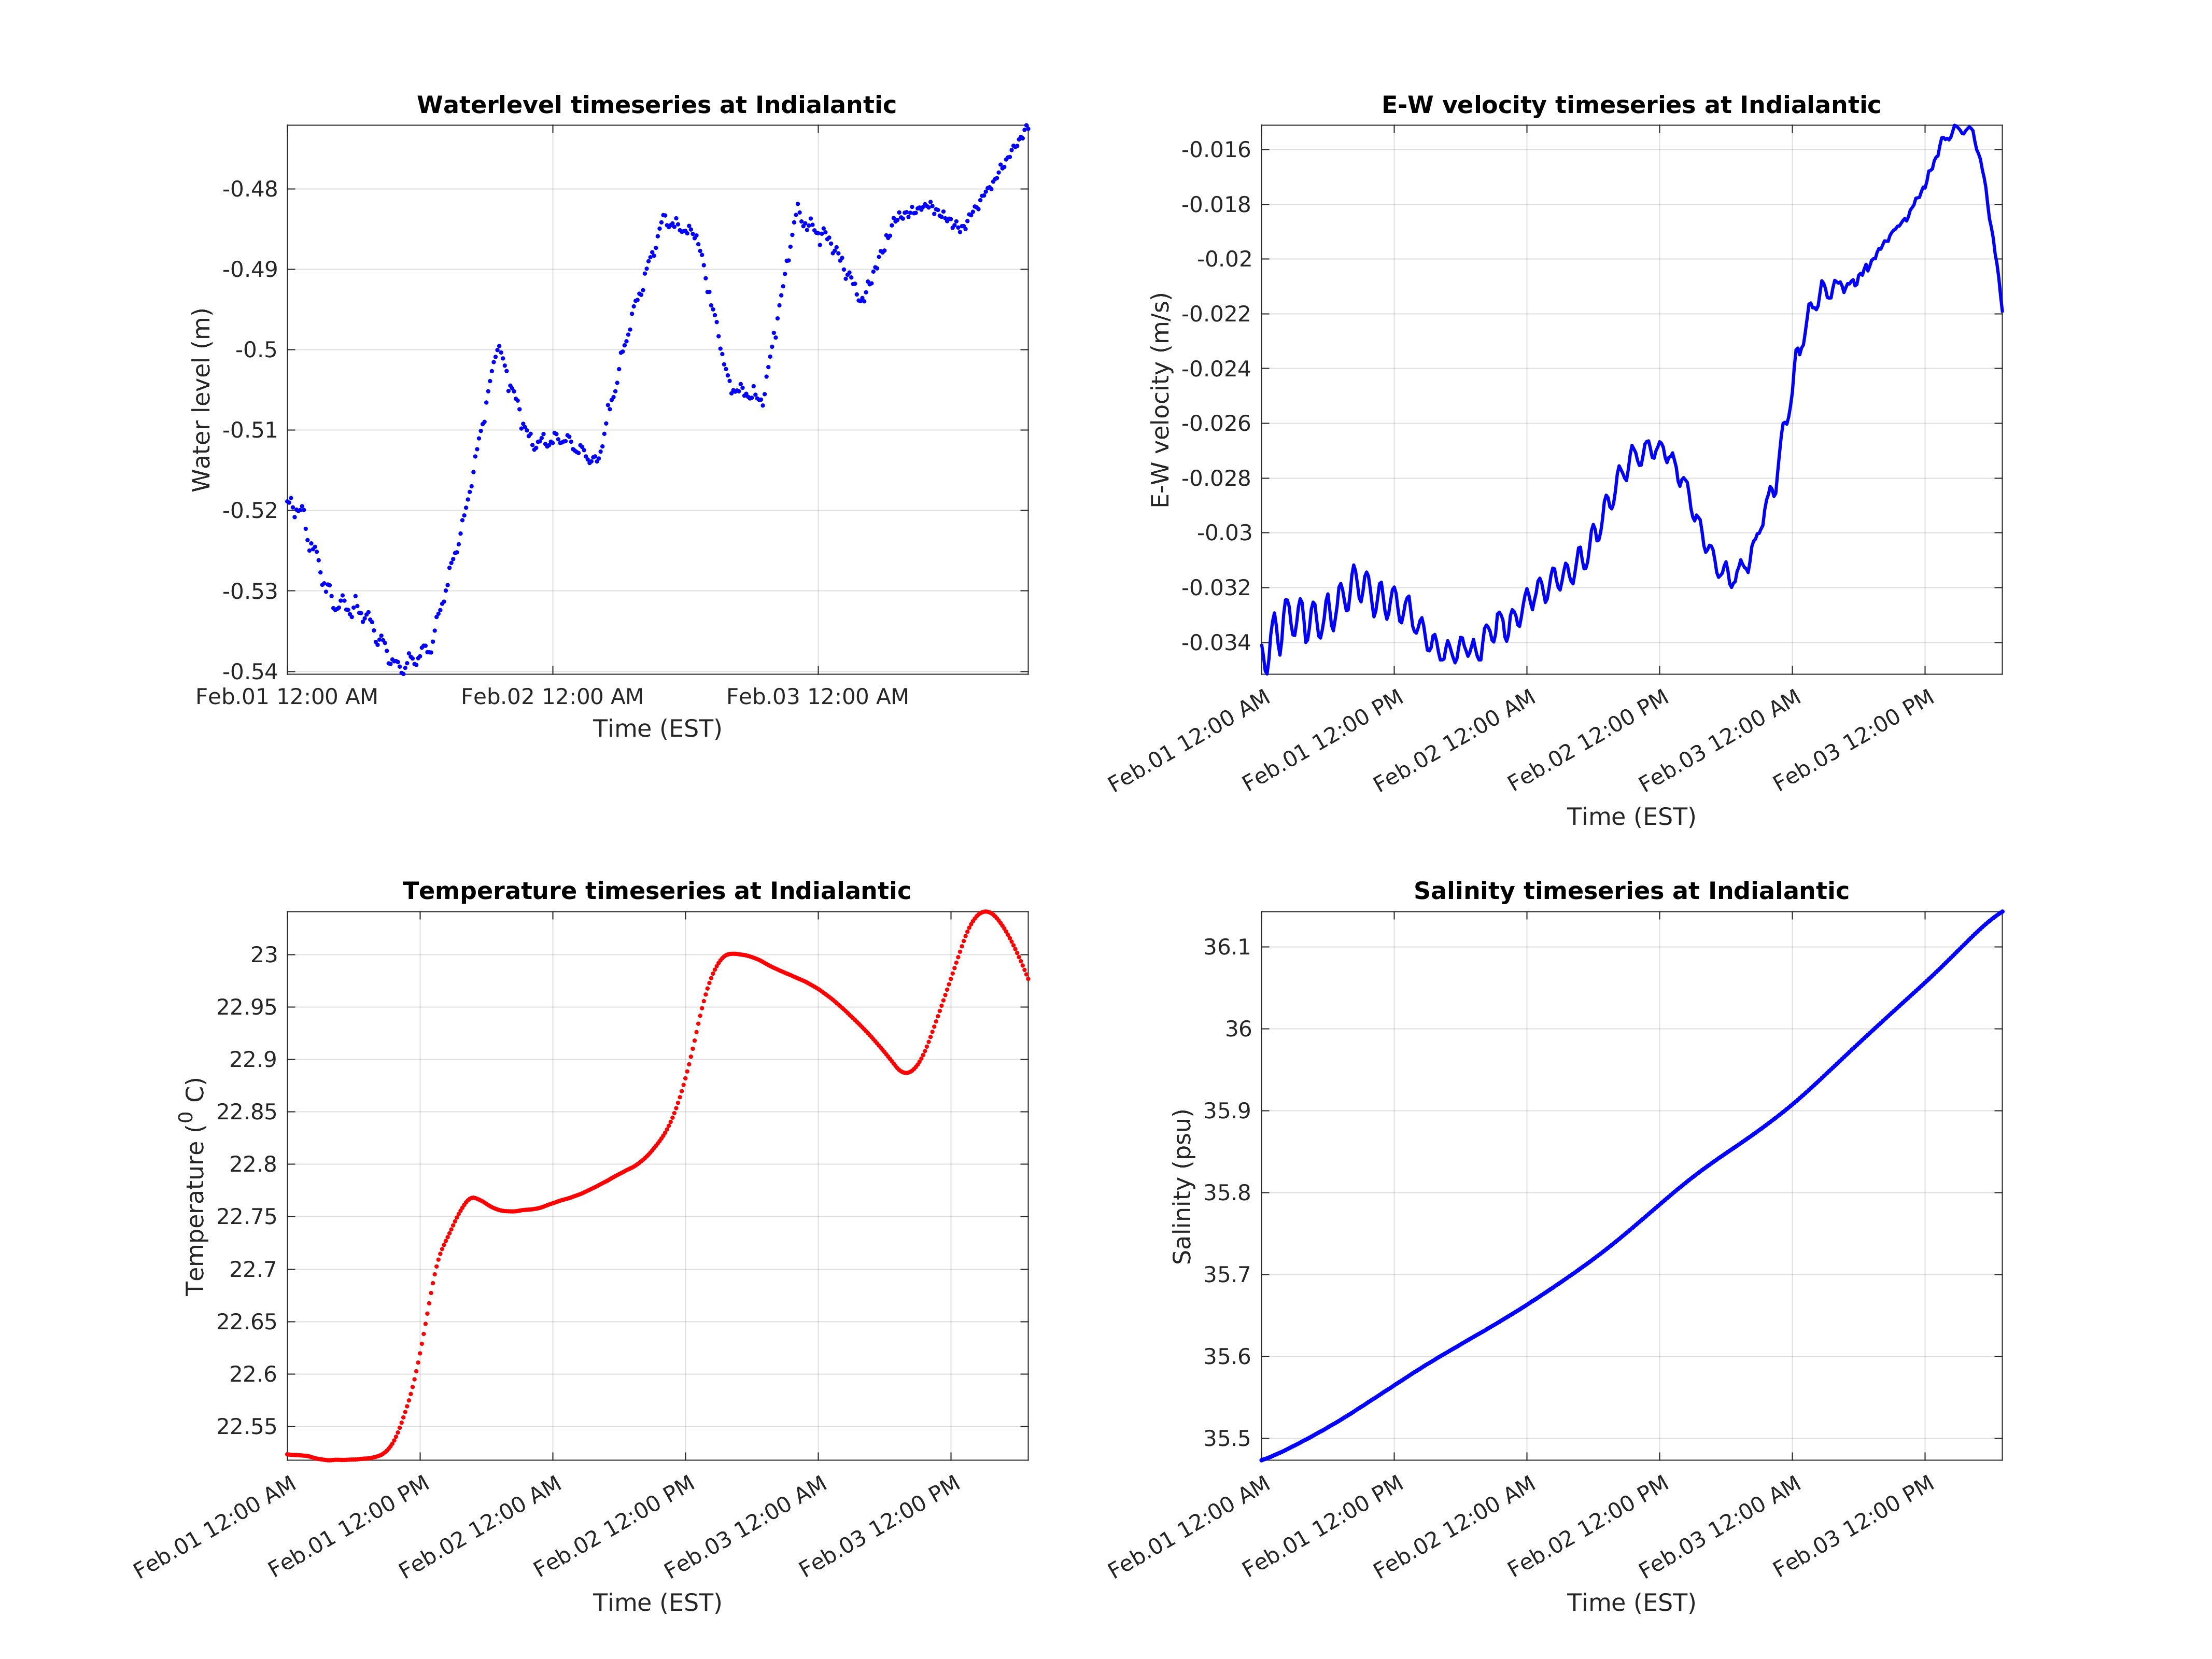 Waterlevel timeseries at Indialantic
-0.48
-0.49
-0.5
-0.51
-0.52
-0.53
-0.54
Water level (m)
Feb.01 12:00 AM
Feb.02 12:00 AM
Feb.03 12:00 AM
Time (EST)
E-W velocity timeseries at Indialantic
-0.016
-0.018
-0.02
-0.022
-0.024
-0.026
-0.028
-0.03
-0.032
-0.034
E-W velocity (m/s)
Feb.01 12:00 AM
Feb.01 12:00 PM
Feb.02 12:00 AM
Feb.02 12:00 PM
Feb.03 12:00 AM
Feb.03 12:00 PM
Time (EST)
Temperature timeseries at Indialantic
23
22.95
22.9
22.85
22.8
22.75
22.7
22.65
22.6
22.55
Temperature (⁰ C)
Feb.01 12:00 AM
Feb.01 12:00 PM
Feb.02 12:00 AM
Feb.02 12:00 PM
Feb.03 12:00 AM
Feb.03 12:00 PM
Time (EST)
Salinity timeseries at Indialantic
36.1
36
35.9
35.8
35.7
35.6
35.5
Salinity (psu)
Feb.01 12:00 AM
Feb.01 12:00 PM
Feb.02 12:00 AM
Feb.02 12:00 PM
Feb.03 12:00 AM
Feb.03 12:00 PM
Time (EST)